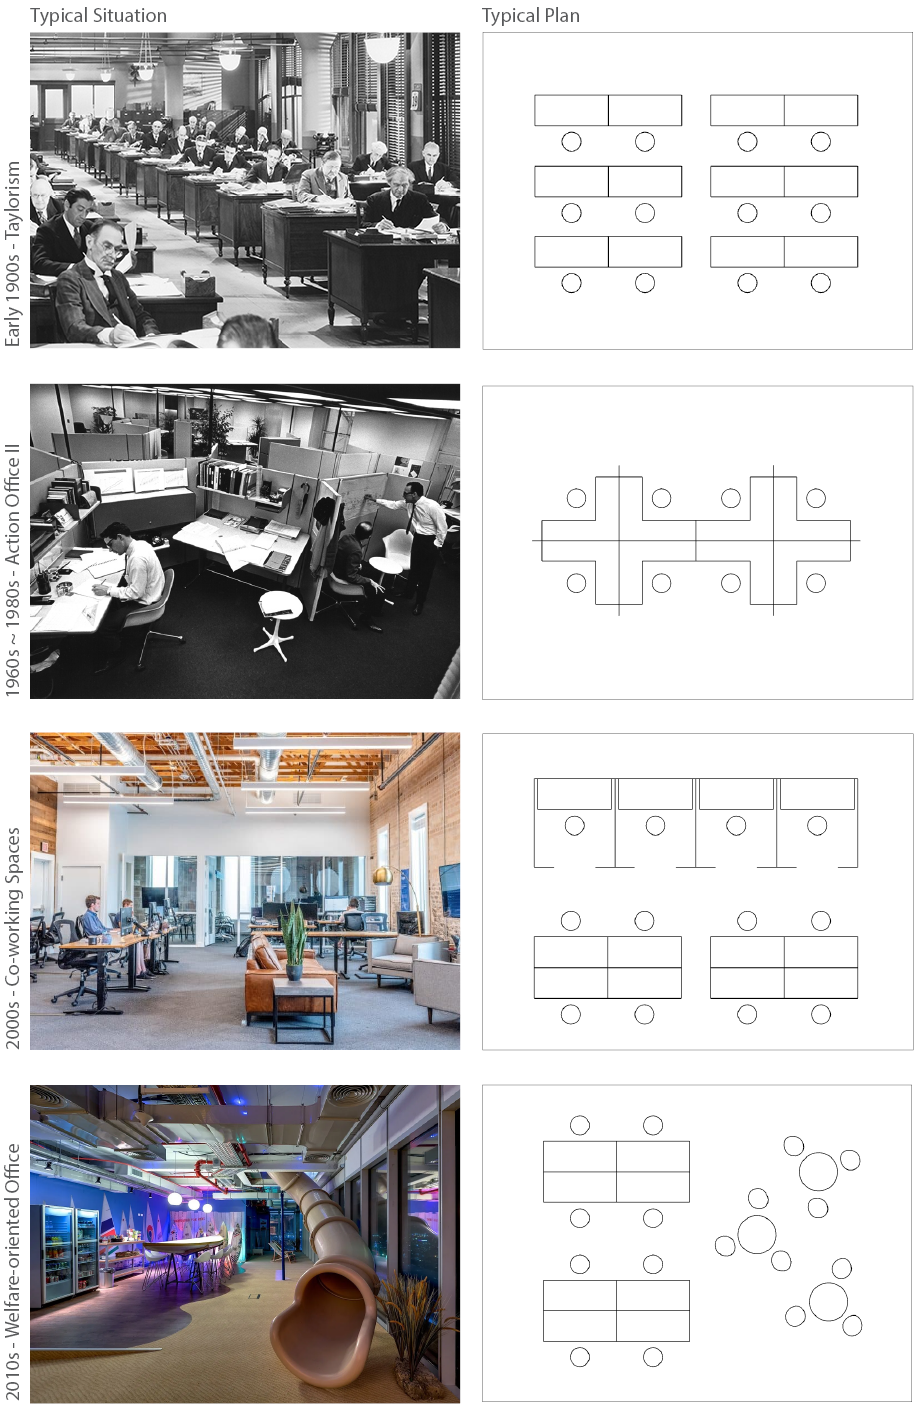 Typical Situation
Typical Plan
Early 1900s - Taylorism
1960s ~ 1980s - Action Office II
2000s - Co-working Spaces
2010s - Welfare-oriented Office